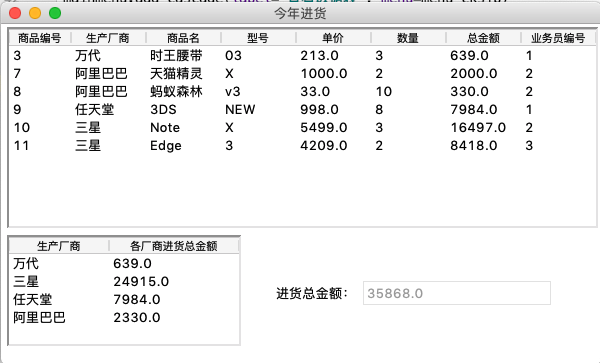 今年进货
商品编号 生产厂商 商品名 型号 单价 数量 总金额 业务员编号
3 万代 时王腰带 03 213.0 3 639.0 1
7 阿里巴巴 天猫精灵 X 1000.0 2 2000.0 2
8 阿里巴巴 蚂蚁森林 v3 33.0 10 330.0 2
9 任天堂 3DS NEW 998.0 8 7984.0 1
10 三星 Note X 5499.0 3 16497.0 2
11 三星 Edge 3 4209.0 2 8418.0 3
生产厂商 各厂商进货总金额
万代 639.0
三星 24915.0
任天堂 7984.0
阿里巴巴 2330.0
进货总金额： 35868.0